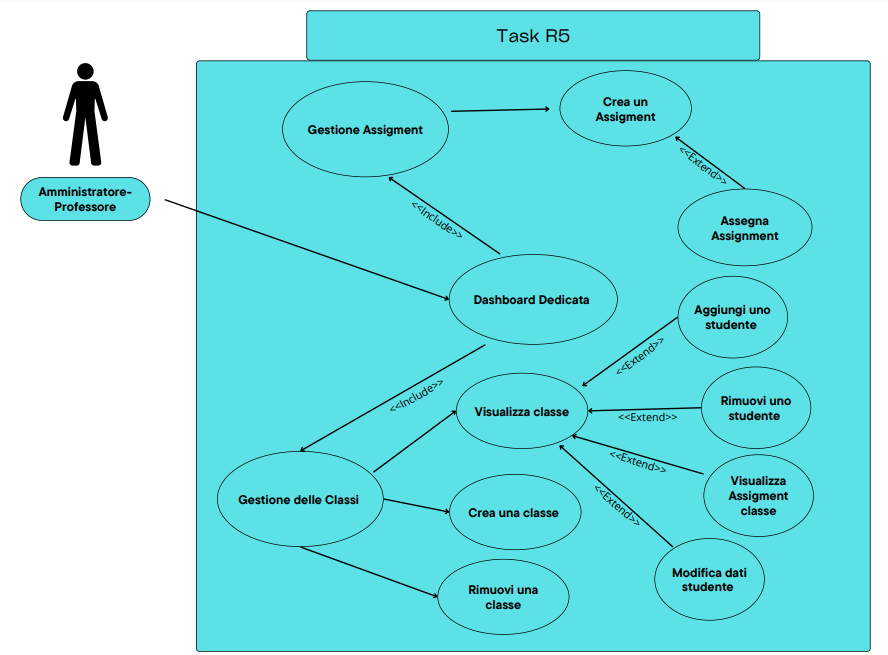 Task R5
Gestione Assigment
Crea un
Assigment
<<Extend>>
Amministratore-
Professore
<<Include>>
Assegna
Assignment
Dashboard Dedicata
Aggiungi uno
studente
<<Extend>>
<<Include>>
Visualizza classe
Rimuovi uno
studente
<<Extend>>
<<Extend>>
Visualizza
Assigment
classe
Gestione delle Classi
Crea una classe
<<Extend>>
Modifica dati
studente
Rimuovi una
classe